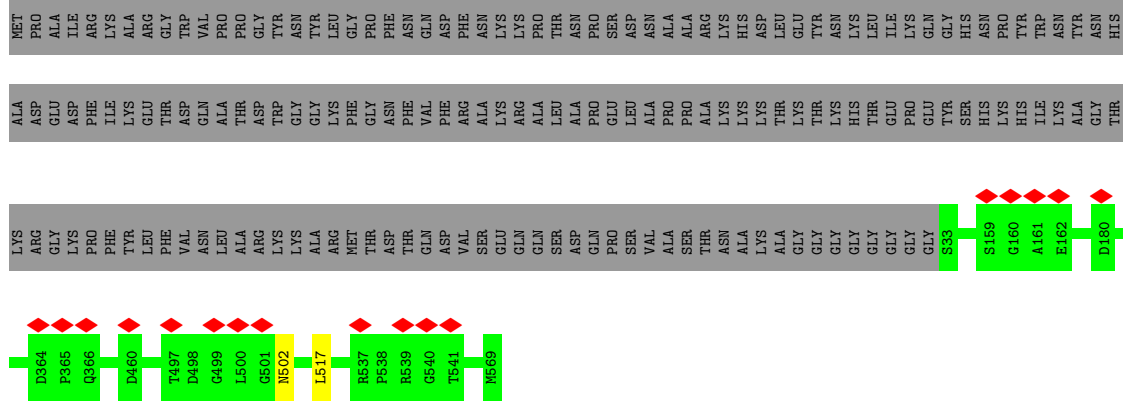 MET PRO ALA ILE ARG LYS ALA ARG GLY TRP VAL PRO PRO GLY TYR ASN TYR LEU GLY PRO PHE ASN GLN ASP PHE ASN LYS LYS PRO THR ASN PRO SER ASP ASN ALA ALA ARG LYS HIS ASP LEU GLU TYR ASN LYS LEU ILE LYS GLN GLY HIS ASN PRO TYR TRP ASN TYR ASN HIS
ALA ASP GLU ASP PHE ILE LYS GLU THR ASP GLN ALA THR ASP TRP GLY GLY LYS PHE GLY ASN PHE VAL PHE ARG ALA LYS ARG ALA LEU ALA PRO GLU LEU ALA PRO PRO ALA LYS LYS LYS THR LYS THR LYS HIS THR GLU PRO GLU TYR SER HIS LYS HIS ILE LYS ALA GLY THR
LYS ARG GLY LYS PRO PHE TYR LEU PHE VAL ASN LEU ALA ARG LYS LYS ALA ARG MET THR ASP THR GLN ASP VAL SER GLU GLN GLN SER ASP GLN PRO SER VAL ALA SER THR ASN ALA LYS ALA GLY GLY GLY GLY GLY GLY GLY GLY S33 S159 G160 A161 E162 D180
D364 P365 Q366 D460 T497 D498 G499 L500 G501 N502 L517 R537 P538 R539 G540 T541 M569